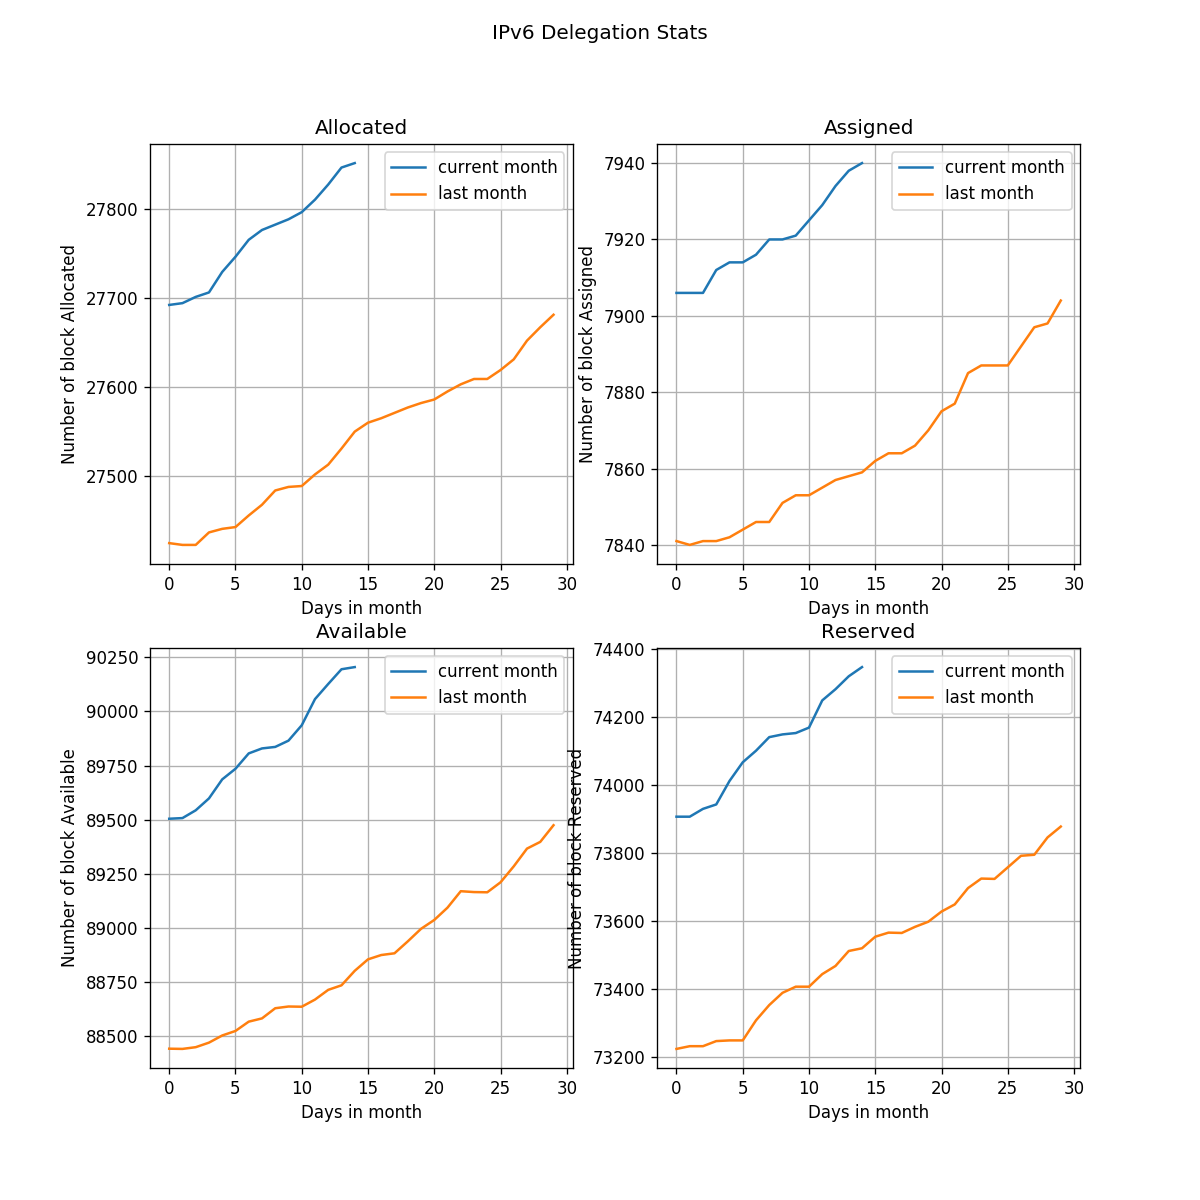 IPv6 Delegation Stats
Allocated
current month
last month
Number of block Allocated
27800
27700
27600
27500
0 5 10 15 20 25 30
Days in month
Assigned
current month
last month
Number of block Assigned
7940
7920
7900
7880
7860
7840
0 5 10 15 20 25 30
Days in month
Available
current month
last month
Number of block Available
90250
90000
89750
89500
89250
89000
88750
88500
0 5 10 15 20 25 30
Days in month
Reserved
current month
last month
Number of block Reserved
74400
74200
74000
73800
73600
73400
73200
0 5 10 15 20 25 30
Days in month